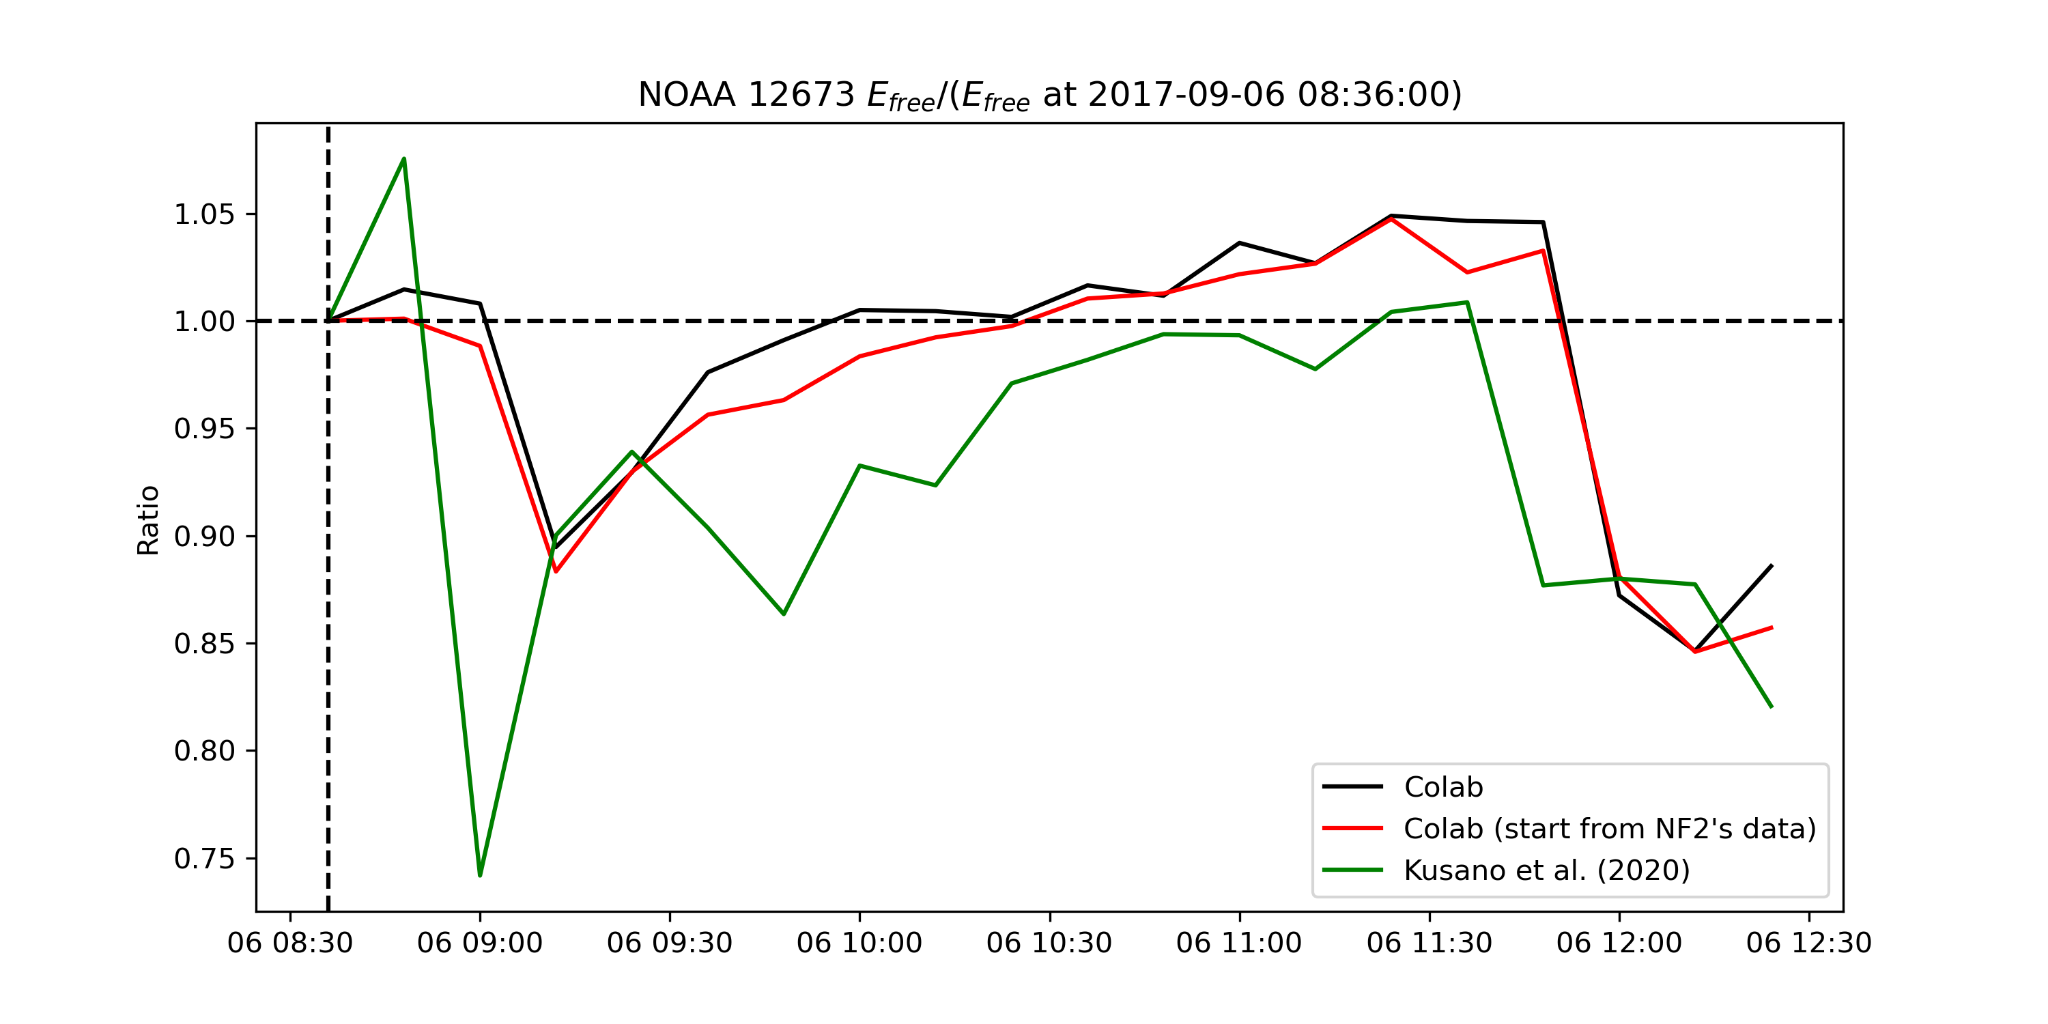 NOAA 12673 E_free/(E_free at 2017-09-06 08:36:00)
Ratio
1.05
1.00
0.95
0.90
0.85
0.80
0.75
Colab
Colab (start from NF2's data)
Kusano et al. (2020)
06 08:30 06 09:00 06 09:30 06 10:00 06 10:30 06 11:00 06 11:30 06 12:00 06 12:30